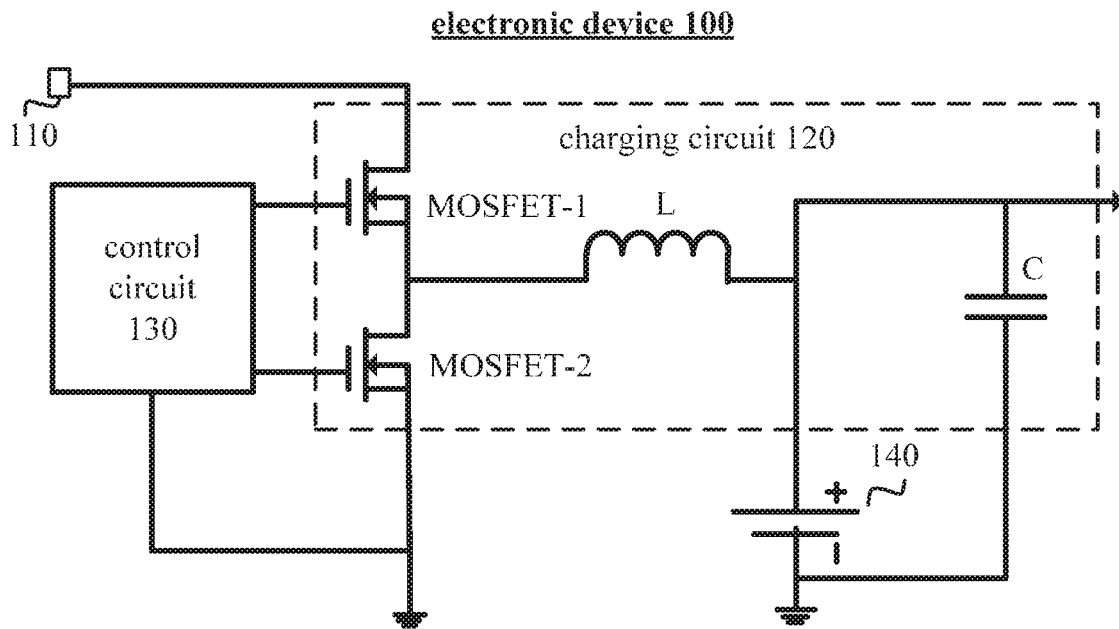 electronic device 100
110
charging circuit 120
MOSFET-1
L
control
circuit
130
C
MOSFET-2
140
+
-